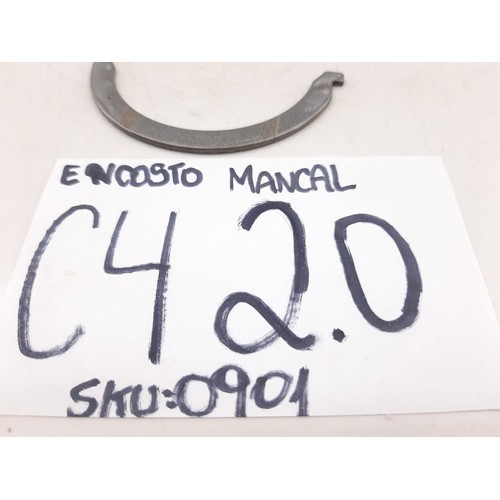 ENCOSTO MANCAL
C4 2.0
SKU:0901